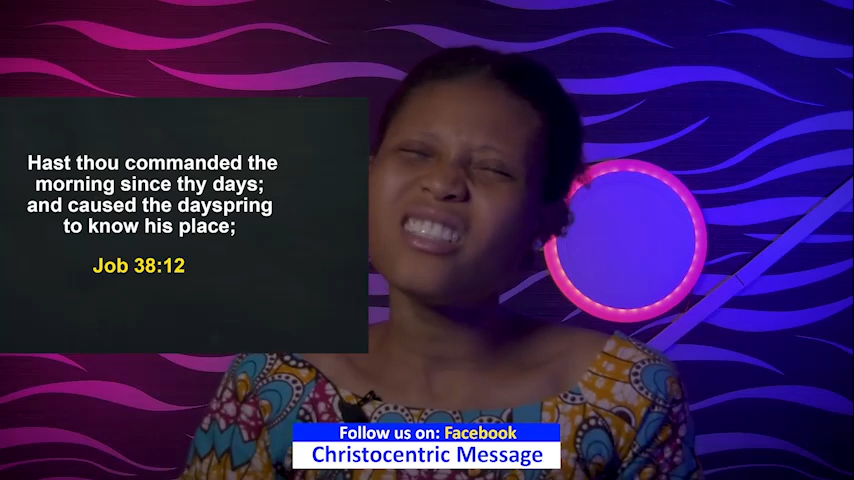 Hast thou commanded the
morning since thy days;
and caused the dayspring
to know his place;
Job 38:12
Follow us on: Facebook
Christocentric Message